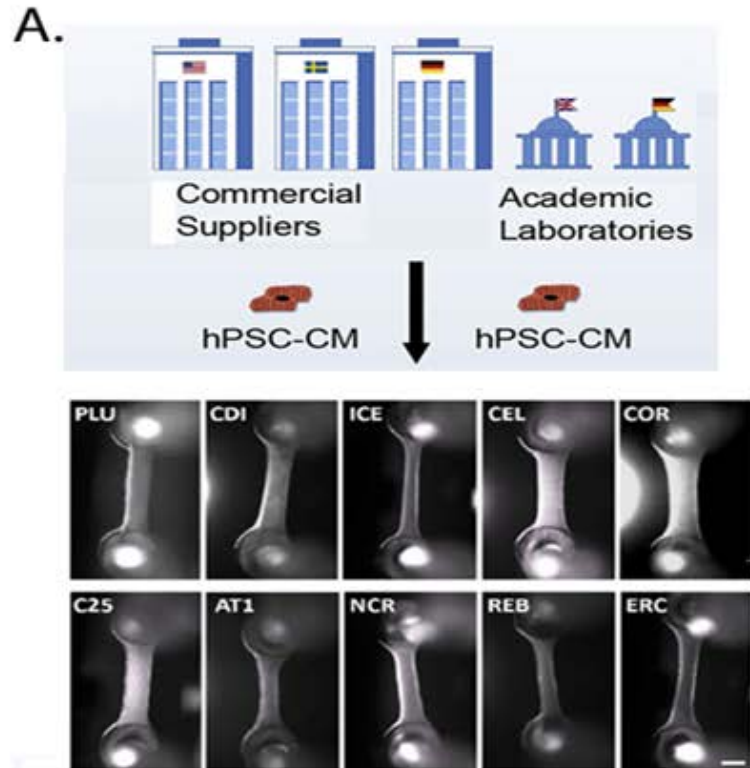 A.
Commercial
Suppliers
Academic
Laboratories
hPSC-CM
hPSC-CM
PLU
CDI
ICE
CEL
COR
C25
AT1
NCR
REB
ERC